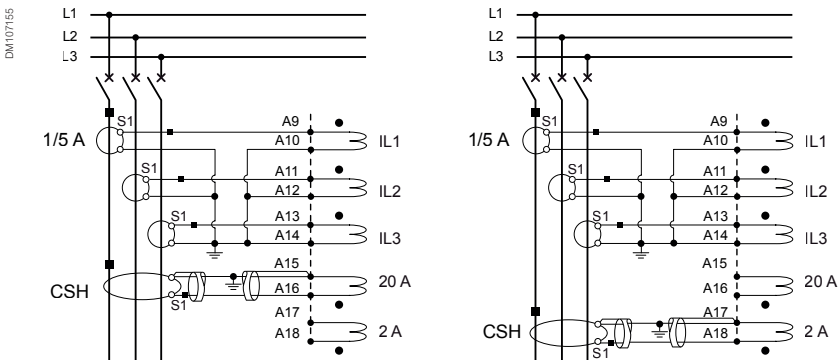 DM107155
L1
L2
L3
S1
A9
1/5 A
A10
IL1
S1
A11
A12
IL2
S1
A13
A14
IL3
A15
20 A
CSH
A16
S1
A17
A18
2 A
L1
L2
L3
S1
A9
1/5 A
A10
IL1
S1
A11
A12
IL2
S1
A13
A14
IL3
A15
20 A
A16
A17
CSH
A18
2 A
S1